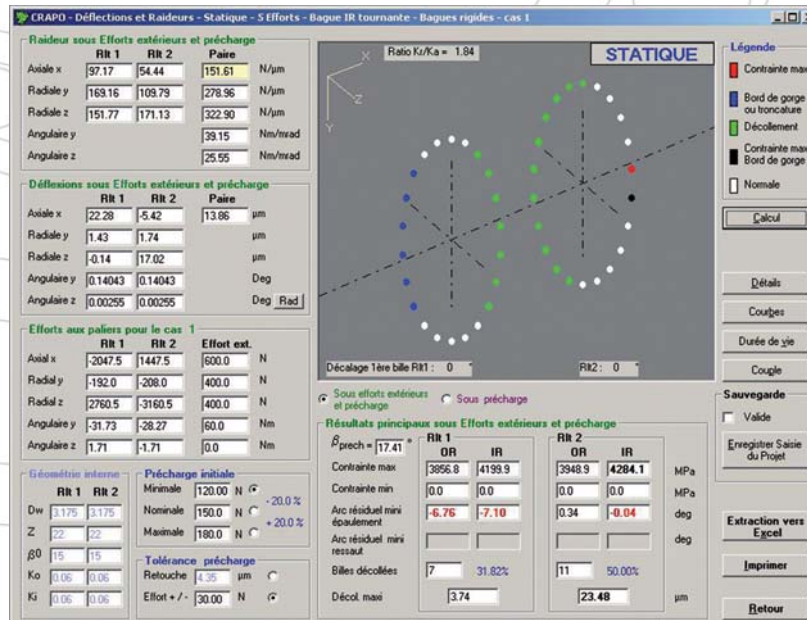 CRAPO - Déflections et Raideurs - Statique - 5 Efforts - Bague IR tournante - Bagues rigides - cas 1
Raideur sous Efforts extérieurs et précharge
Rlt 1 Rlt 2 Paire
Axiale x 97.17 54.44 151.61 N/µm
Radiale y 169.16 109.79 278.96 N/µm
Radiale z 151.77 171.13 322.90 N/µm
Angulaire y 39.15 Nm/mrad
Angulaire z 25.55 Nm/mrad
Déflexions sous Efforts extérieurs et précharge
Rlt 1 Rlt 2 Paire
Axiale x 22.28 -5.42 13.86 µm
Radiale y 1.43 1.74 µm
Radiale z -0.14 17.02 µm
Angulaire y 0.14043 0.14043 Deg
Angulaire z 0.00255 0.00255 Deg Rad
Efforts aux paliers pour le cas 1
Rlt 1 Rlt 2 Effort ext.
Axial x -2047.5 1447.5 600.0 N
Radial y -192.0 -208.0 400.0 N
Radial z 2760.5 -3160.5 400.0 N
Angulaire y -31.73 -28.27 60.0 Nm
Angulaire z 1.71 -1.71 0.0 Nm
Géométrie interne
Rlt 1 Rlt 2
Dw 3.175 3.175
Z 22 22
β0 15 15
Ko 0.06 0.06
Ki 0.06 0.06
Précharge initiale
Minimale 120.00 N
- 20.0 %
Nominale 150.0 N
+ 20.0 %
Maximale 180.0 N
Tolérance précharge
Retouche 4.35 µm
Effort + / - 30.00 N
Ratio Kr/Ka = 1.84
STATIQUE
X
Z
Y
Décalage 1ère bille Rlt1 : 0 °
Rlt2 : 0 °
Sous efforts extérieurs et précharge
Sous précharge
Résultats principaux sous Efforts extérieurs et précharge
βprech = 17.41 °
Rlt 1 Rlt 2
OR IR OR IR
Contrainte max 3856.8 4199.9 3948.9 4284.1 MPa
Contrainte min 0.0 0.0 0.0 0.0 MPa
Arc résiduel mini épaulement -6.76 -7.10 0.34 -0.04 deg
Arc résiduel mini ressaut deg
Billes décollées 7 31.82% 11 50.00%
Décol. maxi 3.74 23.48 µm
Légende
Contrainte max
Bord de gorge ou troncature
Décollement
Contrainte max Bord de gorge
Normale
Calcul
Détails
Courbes
Durée de vie
Couple
Sauvegarde
Valide
Enregistrer Saisie du Projet
Extraction vers Excel
Imprimer
Retour